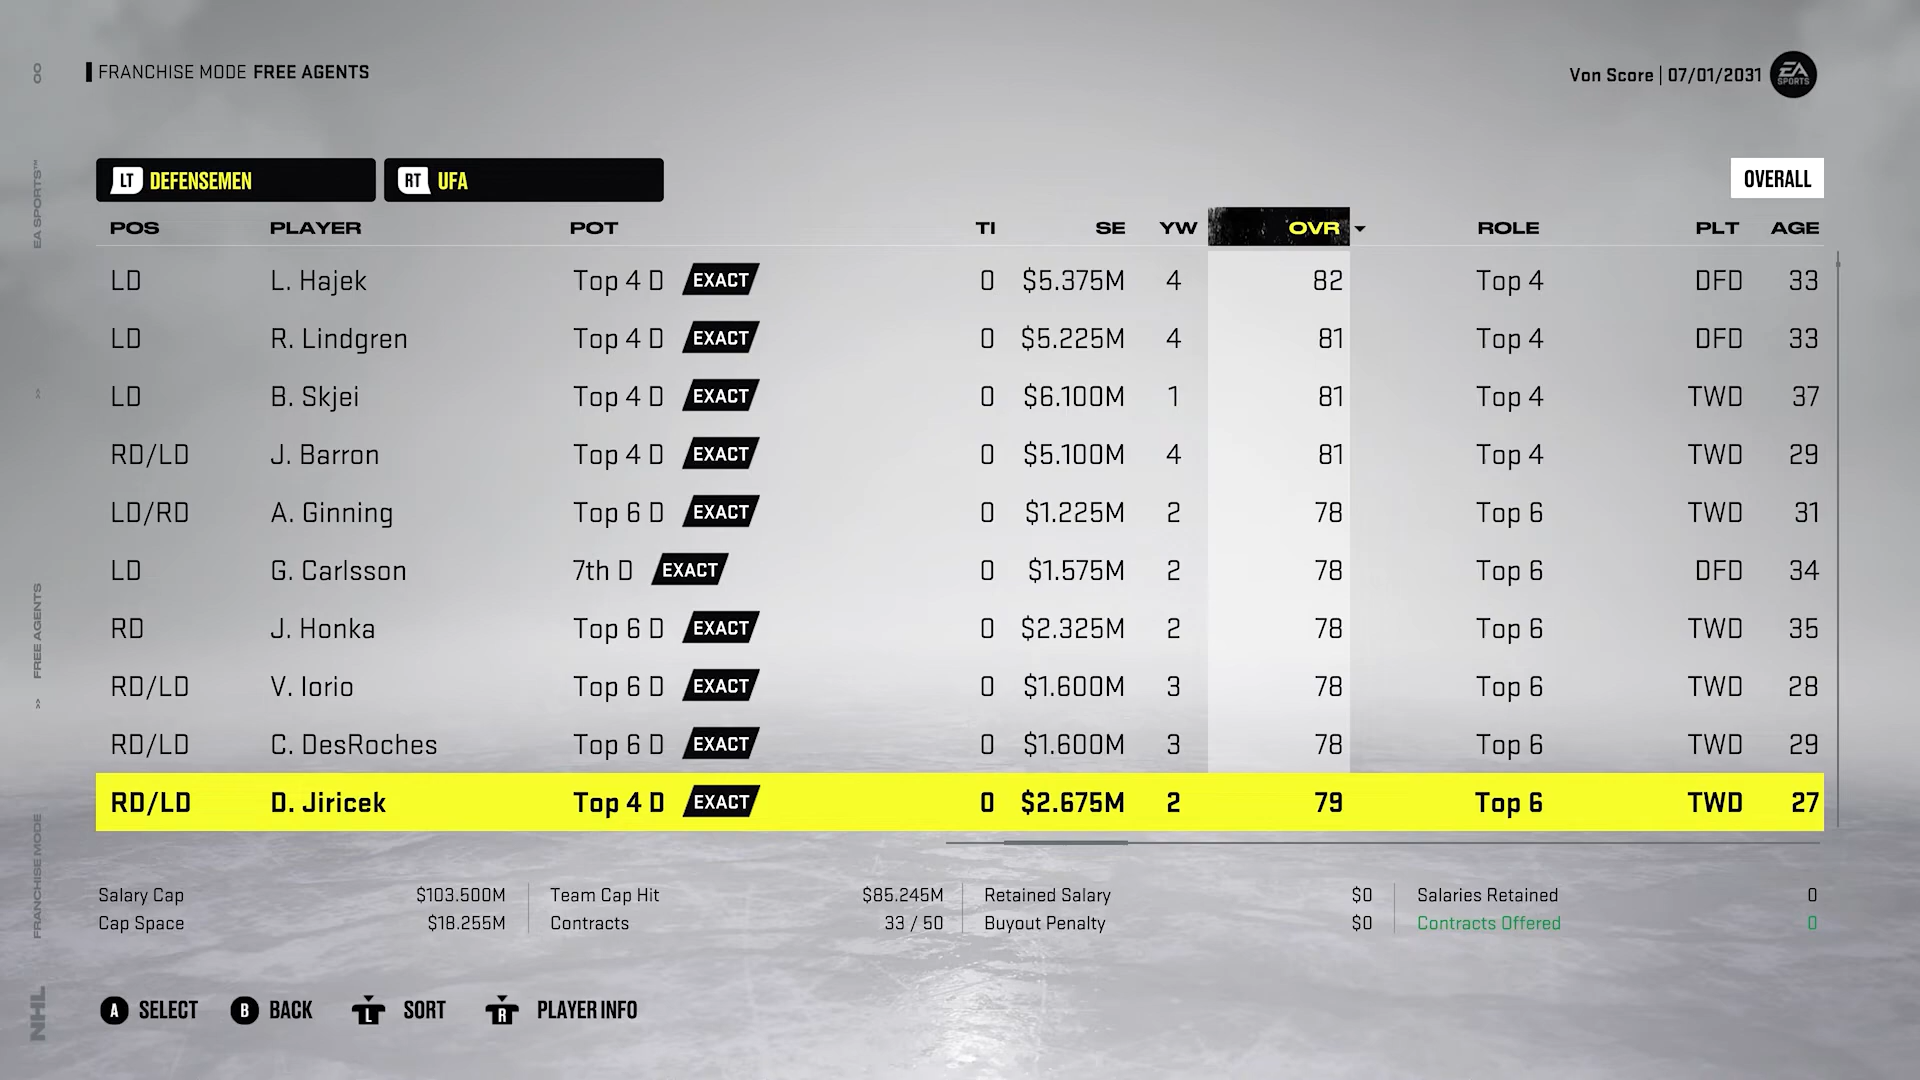 FRANCHISE MODE FREE AGENTS
Von Score | 07/01/2031
EA SPORTS
LT DEFENSEMEN
RT UFA
OVERALL
POS PLAYER POT TI SE YW OVR ROLE PLT AGE
LD L. Hajek Top 4 D EXACT 0 $5.375M 4 82 Top 4 DFD 33
LD R. Lindgren Top 4 D EXACT 0 $5.225M 4 81 Top 4 DFD 33
LD B. Skjei Top 4 D EXACT 0 $6.100M 1 81 Top 4 TWD 37
RD/LD J. Barron Top 4 D EXACT 0 $5.100M 4 81 Top 4 TWD 29
LD/RD A. Ginning Top 6 D EXACT 0 $1.225M 2 78 Top 6 TWD 31
LD G. Carlsson 7th D EXACT 0 $1.575M 2 78 Top 6 DFD 34
RD J. Honka Top 6 D EXACT 0 $2.325M 2 78 Top 6 TWD 35
RD/LD V. Iorio Top 6 D EXACT 0 $1.600M 3 78 Top 6 TWD 28
RD/LD C. DesRoches Top 6 D EXACT 0 $1.600M 3 78 Top 6 TWD 29
RD/LD D. Jiricek Top 4 D EXACT 0 $2.675M 2 79 Top 6 TWD 27
Salary Cap $103.500M Team Cap Hit $85.245M Retained Salary $0 Salaries Retained 0
Cap Space $18.255M Contracts 33 / 50 Buyout Penalty $0 Contracts Offered 0
A SELECT B BACK L SORT R PLAYER INFO
NHL FRANCHISE MODE >> FREE AGENTS >> EA SPORTS™